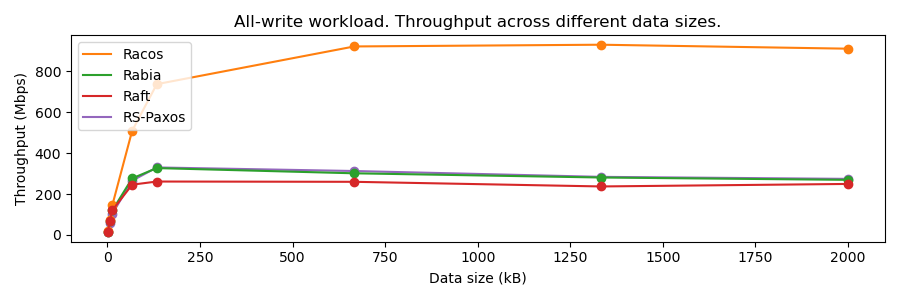 All-write workload. Throughput across different data sizes.
Racos
Rabia
Raft
RS-Paxos
Throughput (Mbps)
800
600
400
200
0
0 250 500 750 1000 1250 1500 1750 2000
Data size (kB)